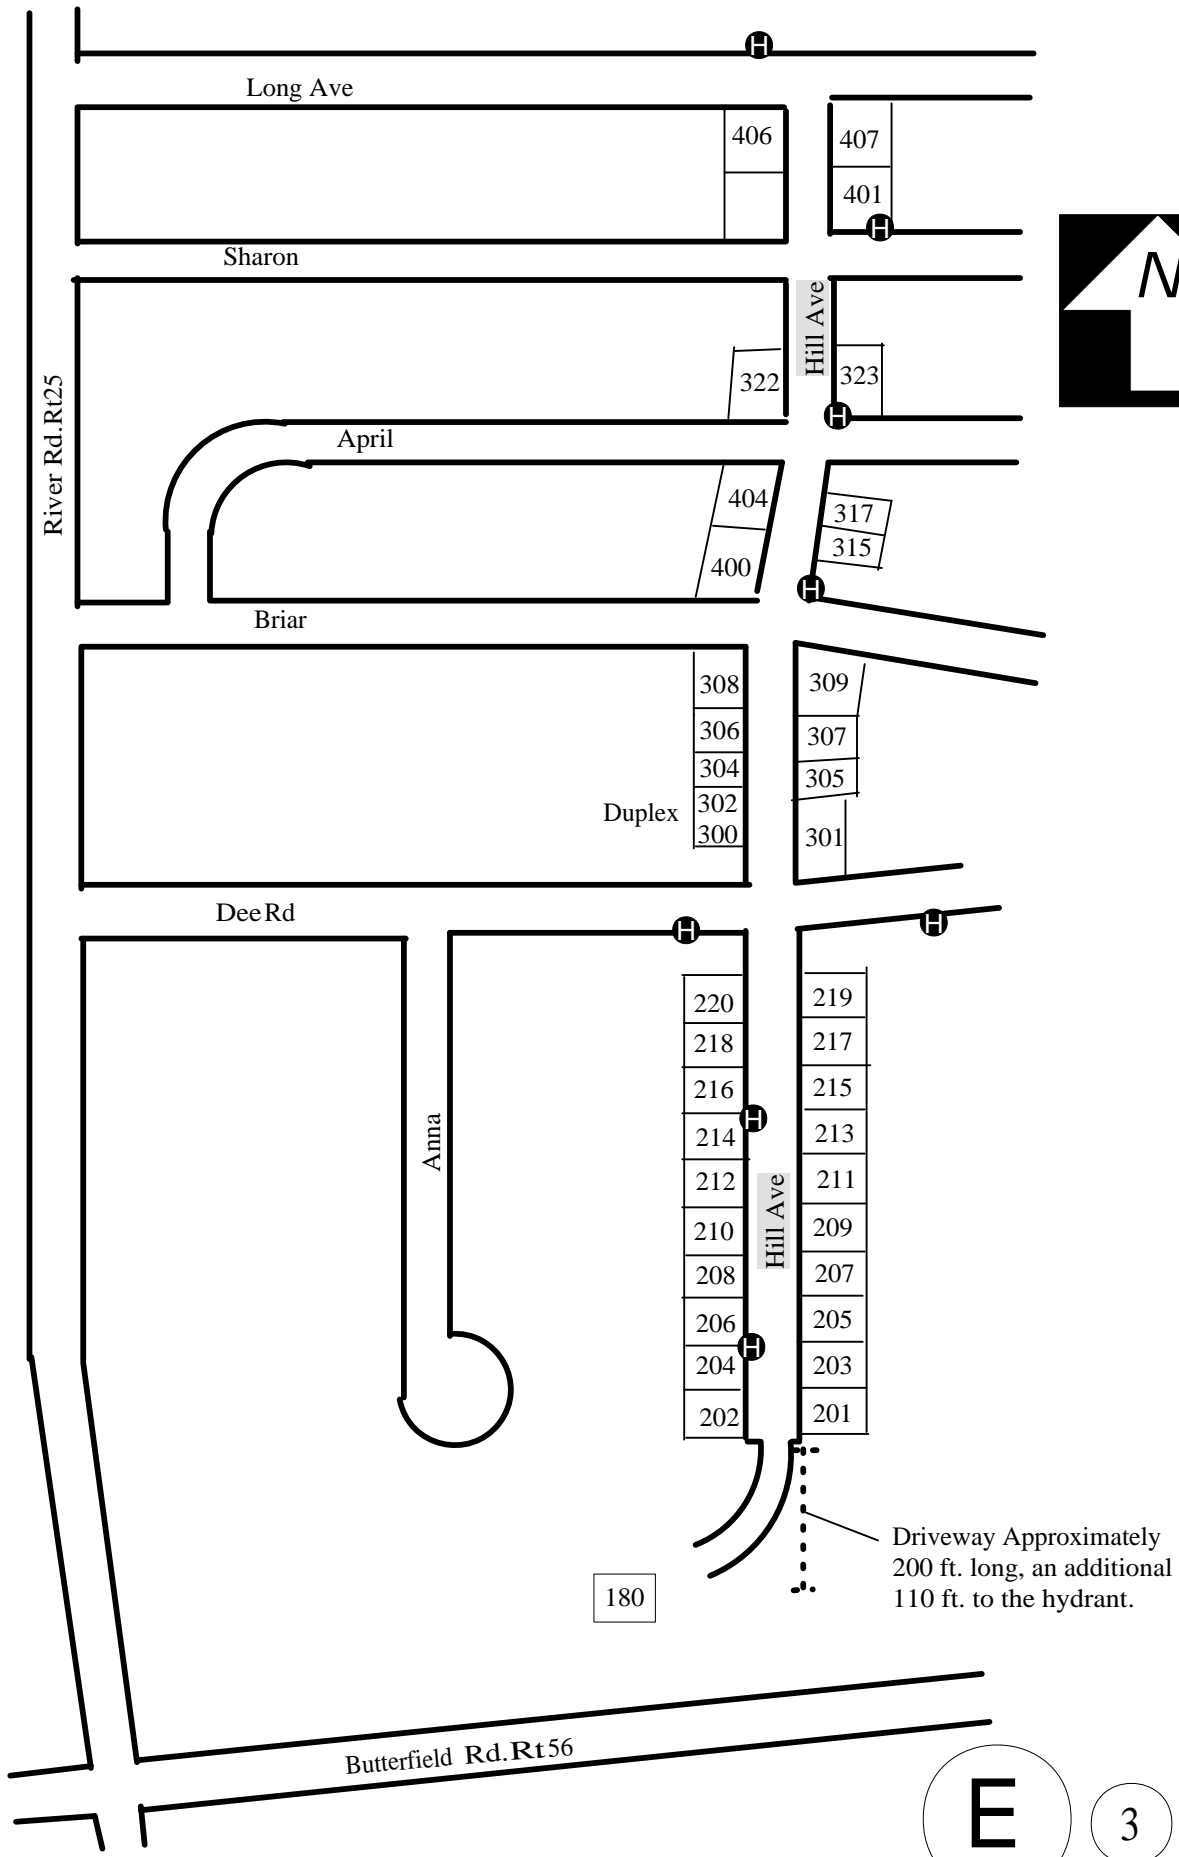 H
Long Ave
406
407
401
H
Sharon
N
Hill Ave
322
323
H
River Rd. Rt25
April
404
317
315
400
H
Briar
308
309
306
307
304
305
Duplex
302
300
301
Dee Rd
H
H
220
219
218
217
216
215
H
Anna
214
213
212
211
Hill Ave
210
209
208
207
206
205
H
204
203
202
201
Driveway Approximately
200 ft. long, an additional
110 ft. to the hydrant.
180
Butterfield Rd. Rt56
E
3